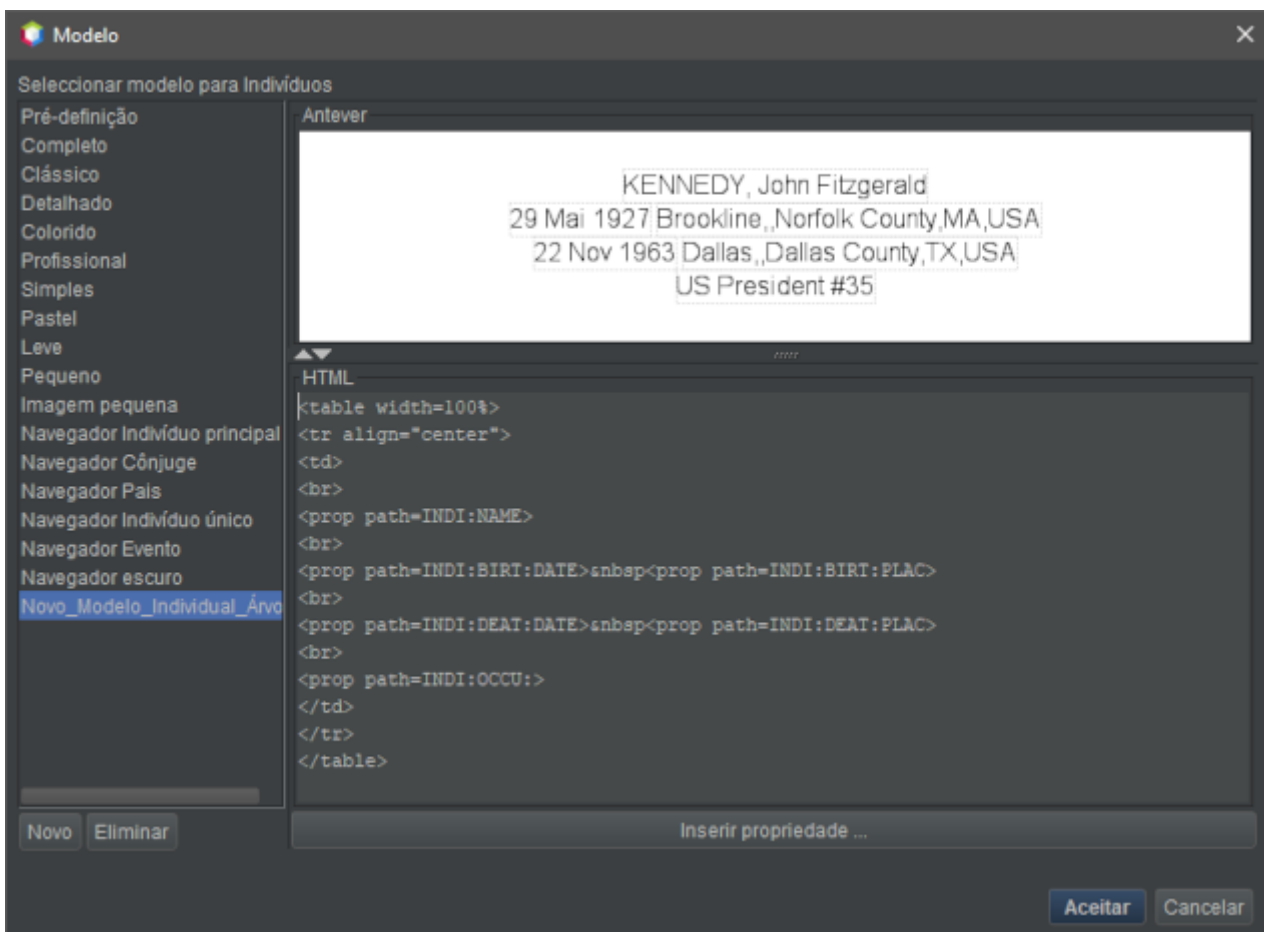 Modelo
Seleccionar modelo para Indivíduos
Pré-definição
Completo
Clássico
Detalhado
Colorido
Profissional
Simples
Pastel
Leve
Pequeno
Imagem pequena
Navegador Indivíduo principal
Navegador Cônjuge
Navegador Pais
Navegador Indivíduo único
Navegador Evento
Navegador escuro
Novo_Modelo_Individual_Árvo
Novo
Eliminar
Antever
KENNEDY, John Fitzgerald
29 Mai 1927 Brookline,,Norfolk County,MA,USA
22 Nov 1963 Dallas,,Dallas County,TX,USA
US President #35
HTML
<table width=100%>
<tr align="center">
<td>
<br>
<prop path=INDI:NAME>
<br>
<prop path=INDI:BIRT:DATE>&nbsp<prop path=INDI:BIRT:PLAC>
<br>
<prop path=INDI:DEAT:DATE>&nbsp<prop path=INDI:DEAT:PLAC>
<br>
<prop path=INDI:OCCU:>
</td>
</tr>
</table>
Inserir propriedade ...
Aceitar
Cancelar